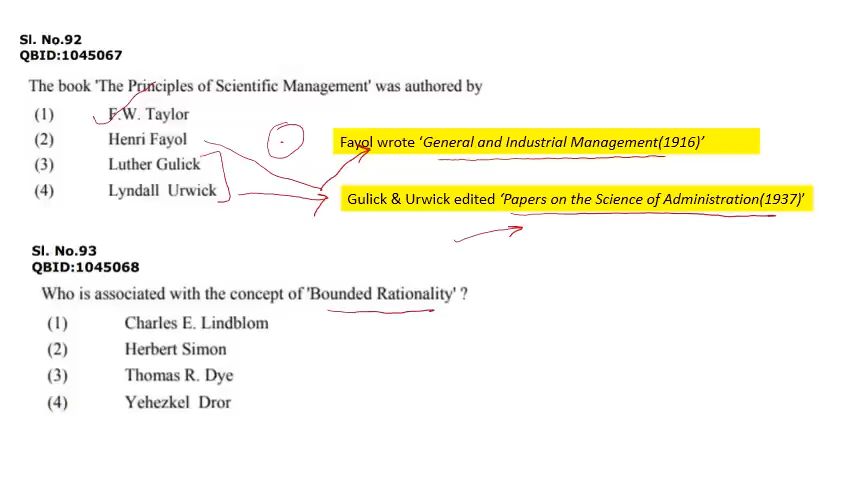 Sl. No.92
QBID:1045067
The book 'The Principles of Scientific Management' was authored by
(1) F.W. Taylor
(2) Henri Fayol
(3) Luther Gulick
(4) Lyndall Urwick
Fayol wrote ‘General and Industrial Management(1916)’
Gulick & Urwick edited ‘Papers on the Science of Administration(1937)’
Sl. No.93
QBID:1045068
Who is associated with the concept of 'Bounded Rationality' ?
(1) Charles E. Lindblom
(2) Herbert Simon
(3) Thomas R. Dye
(4) Yehezkel Dror